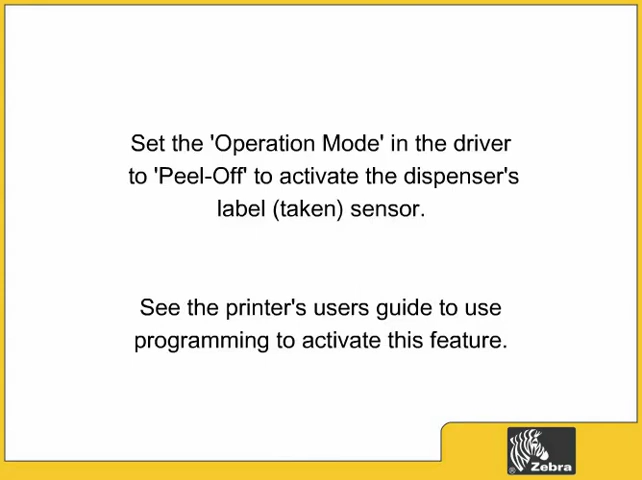 Set the 'Operation Mode' in the driver
to 'Peel-Off' to activate the dispenser's
label (taken) sensor.
See the printer's users guide to use
programming to activate this feature.
® Zebra